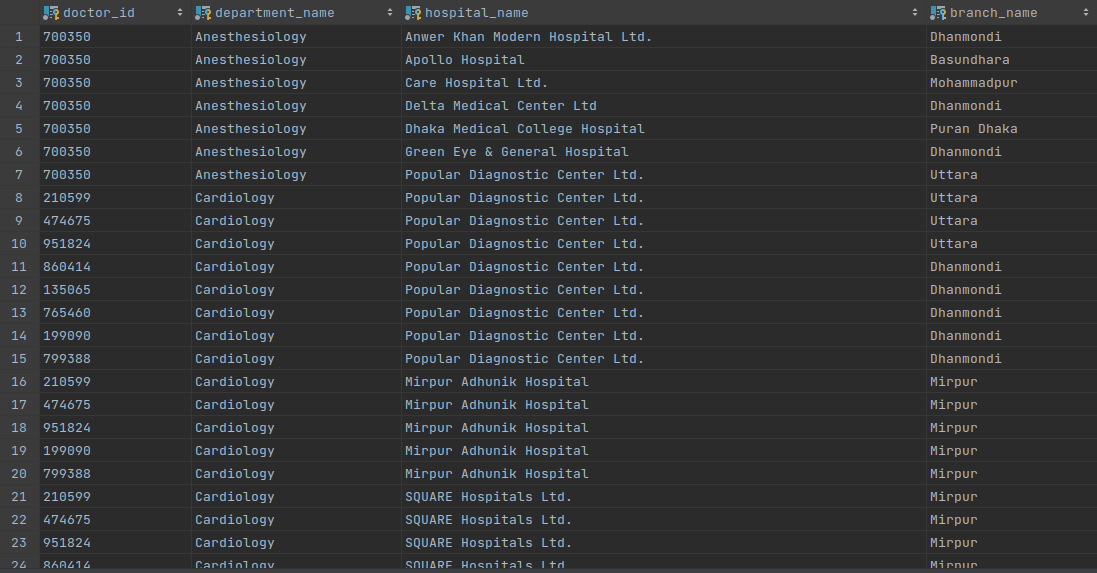 doctor_id department_name hospital_name branch_name
1 700350 Anesthesiology Anwer Khan Modern Hospital Ltd. Dhanmondi
2 700350 Anesthesiology Apollo Hospital Basundhara
3 700350 Anesthesiology Care Hospital Ltd. Mohammadpur
4 700350 Anesthesiology Delta Medical Center Ltd Dhanmondi
5 700350 Anesthesiology Dhaka Medical College Hospital Puran Dhaka
6 700350 Anesthesiology Green Eye & General Hospital Dhanmondi
7 700350 Anesthesiology Popular Diagnostic Center Ltd. Uttara
8 210599 Cardiology Popular Diagnostic Center Ltd. Uttara
9 474675 Cardiology Popular Diagnostic Center Ltd. Uttara
10 951824 Cardiology Popular Diagnostic Center Ltd. Uttara
11 860414 Cardiology Popular Diagnostic Center Ltd. Dhanmondi
12 135065 Cardiology Popular Diagnostic Center Ltd. Dhanmondi
13 765460 Cardiology Popular Diagnostic Center Ltd. Dhanmondi
14 199090 Cardiology Popular Diagnostic Center Ltd. Dhanmondi
15 799388 Cardiology Popular Diagnostic Center Ltd. Dhanmondi
16 210599 Cardiology Mirpur Adhunik Hospital Mirpur
17 474675 Cardiology Mirpur Adhunik Hospital Mirpur
18 951824 Cardiology Mirpur Adhunik Hospital Mirpur
19 199090 Cardiology Mirpur Adhunik Hospital Mirpur
20 799388 Cardiology Mirpur Adhunik Hospital Mirpur
21 210599 Cardiology SQUARE Hospitals Ltd. Mirpur
22 474675 Cardiology SQUARE Hospitals Ltd. Mirpur
23 951824 Cardiology SQUARE Hospitals Ltd. Mirpur
24 860414 Cardiology SQUARE Hospitals Ltd. Mirpur